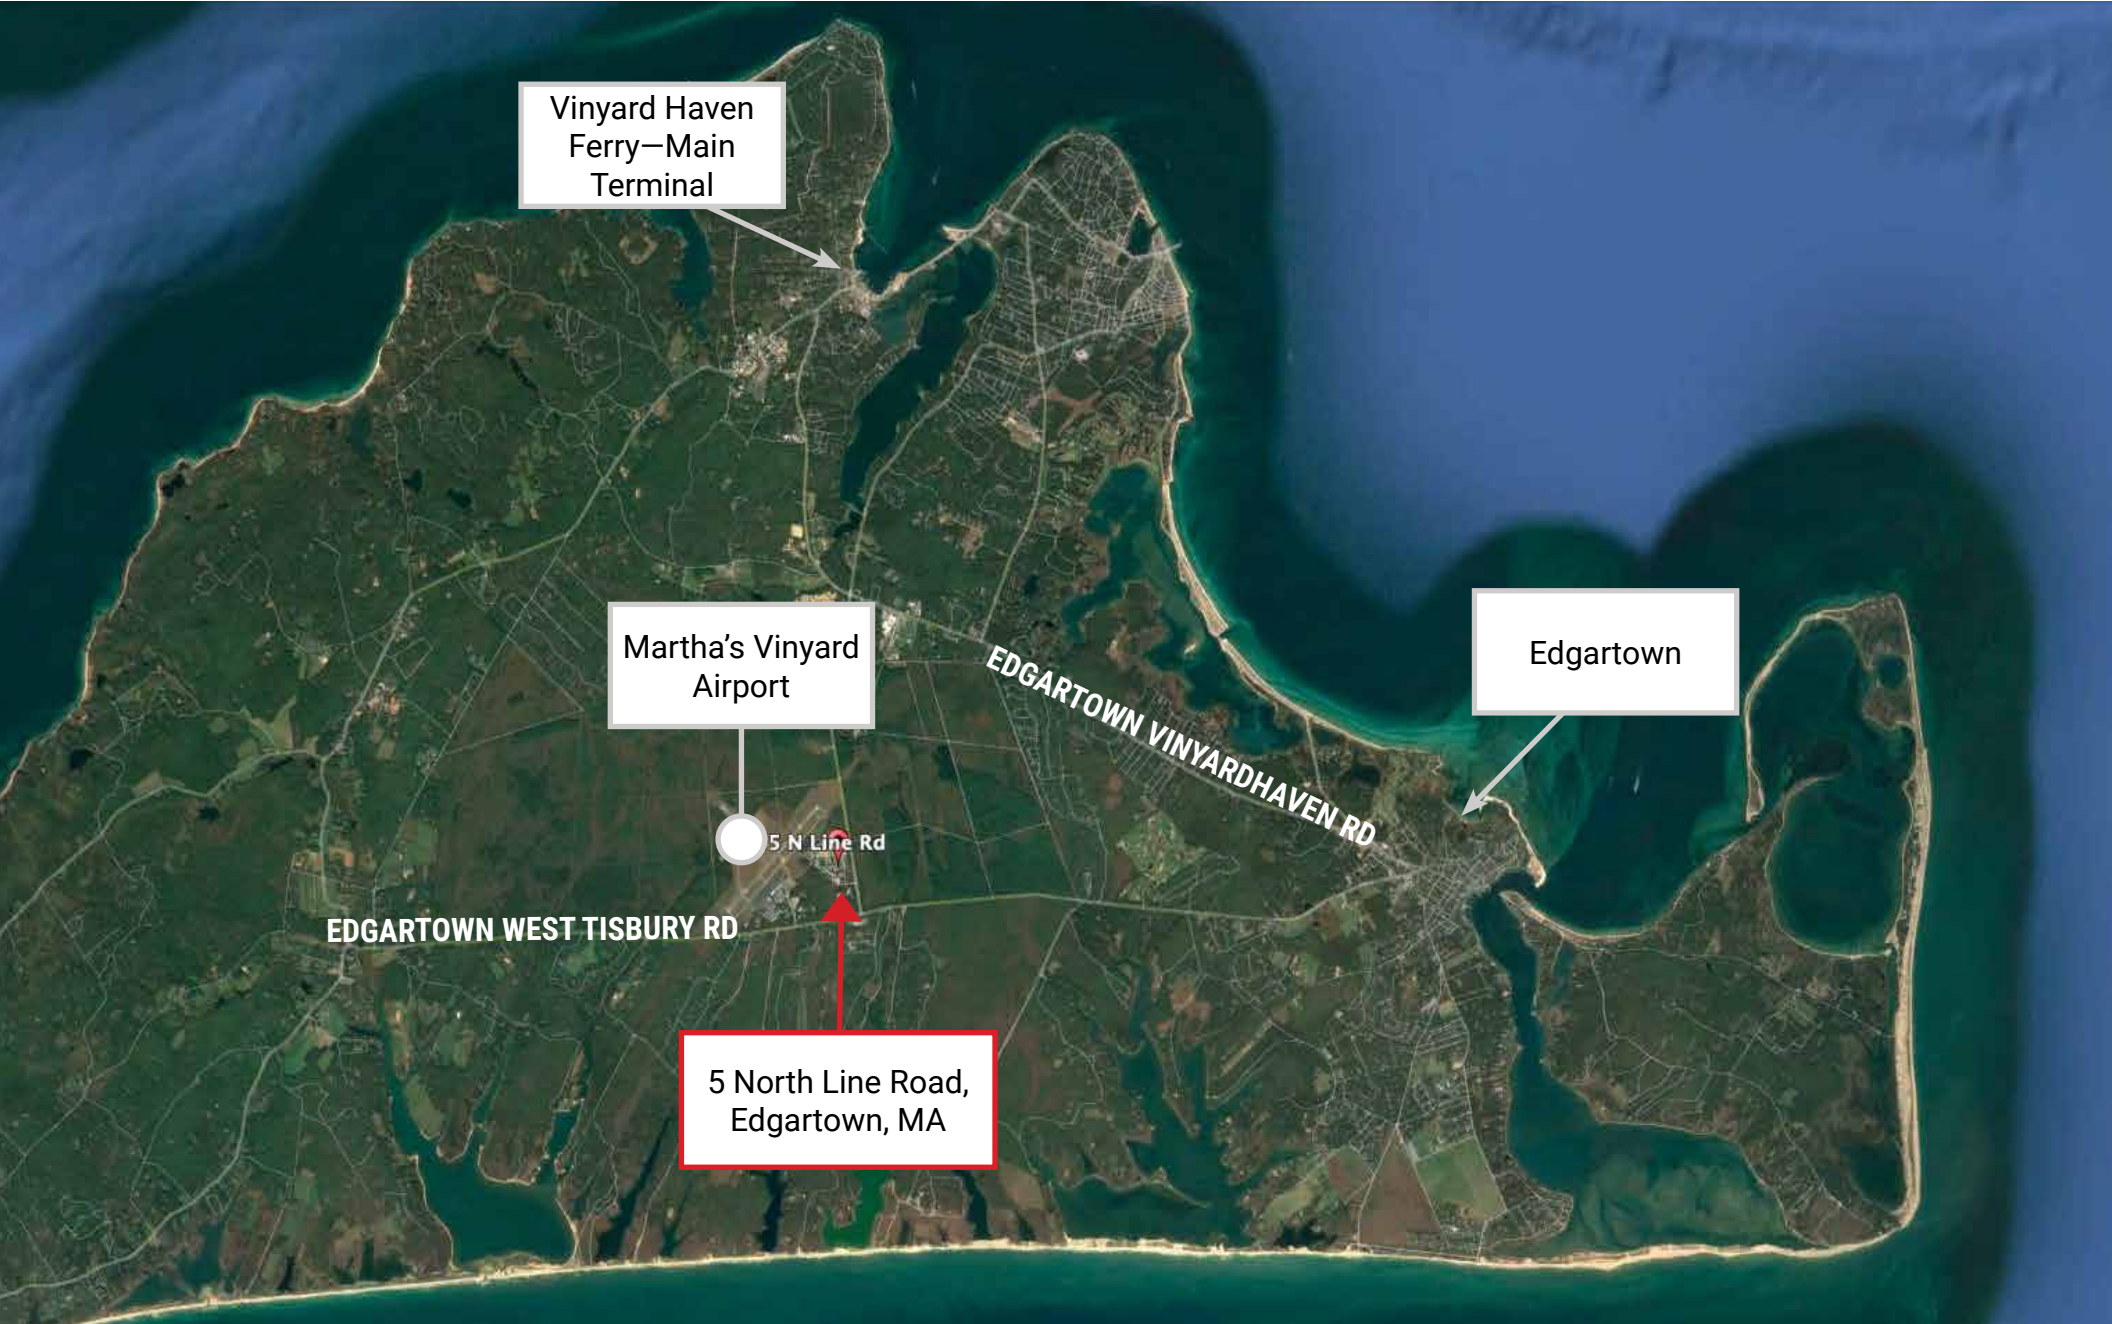 Vinyard Haven
Ferry—Main
Terminal
Martha's Vinyard
Airport
Edgartown
EDGARTOWN VINYARDHAVEN RD
5 N Line Rd
EDGARTOWN WEST TISBURY RD
5 North Line Road,
Edgartown, MA